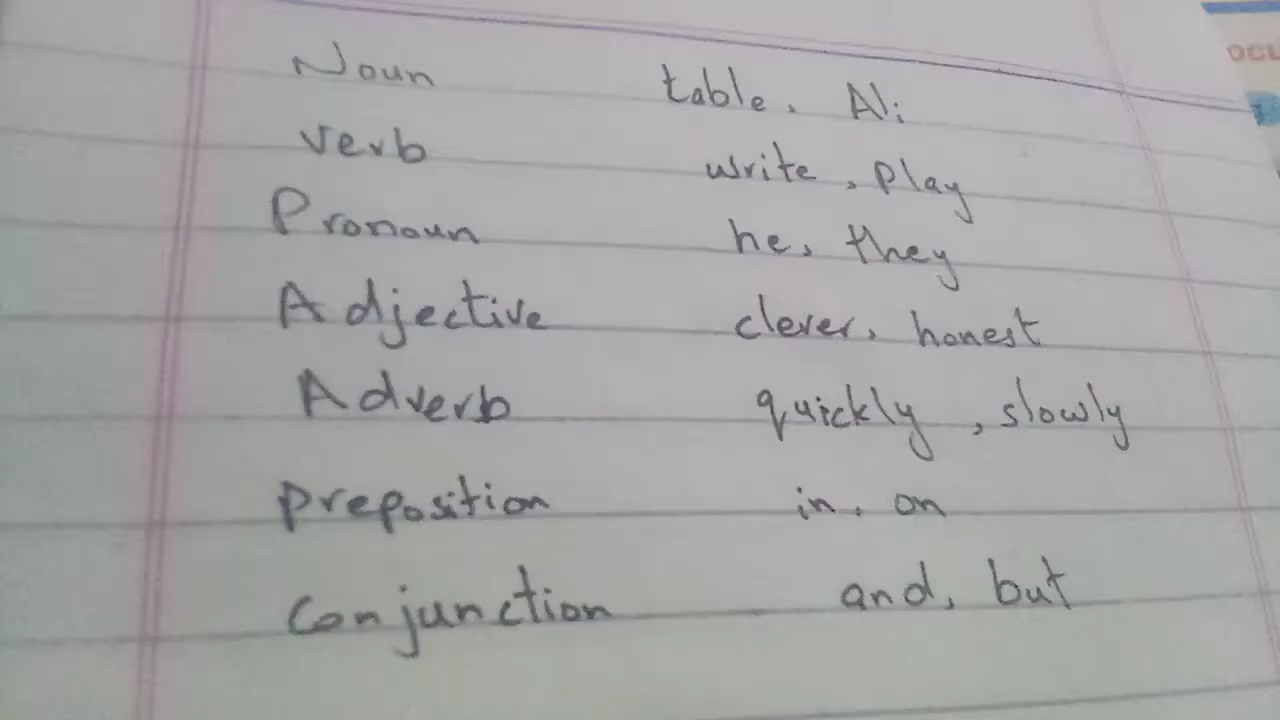 Noun table, Ali
Verb write, play
Pronoun he, they
Adjective clever, honest
Adverb quickly, slowly
Preposition in, on
Conjunction and, but